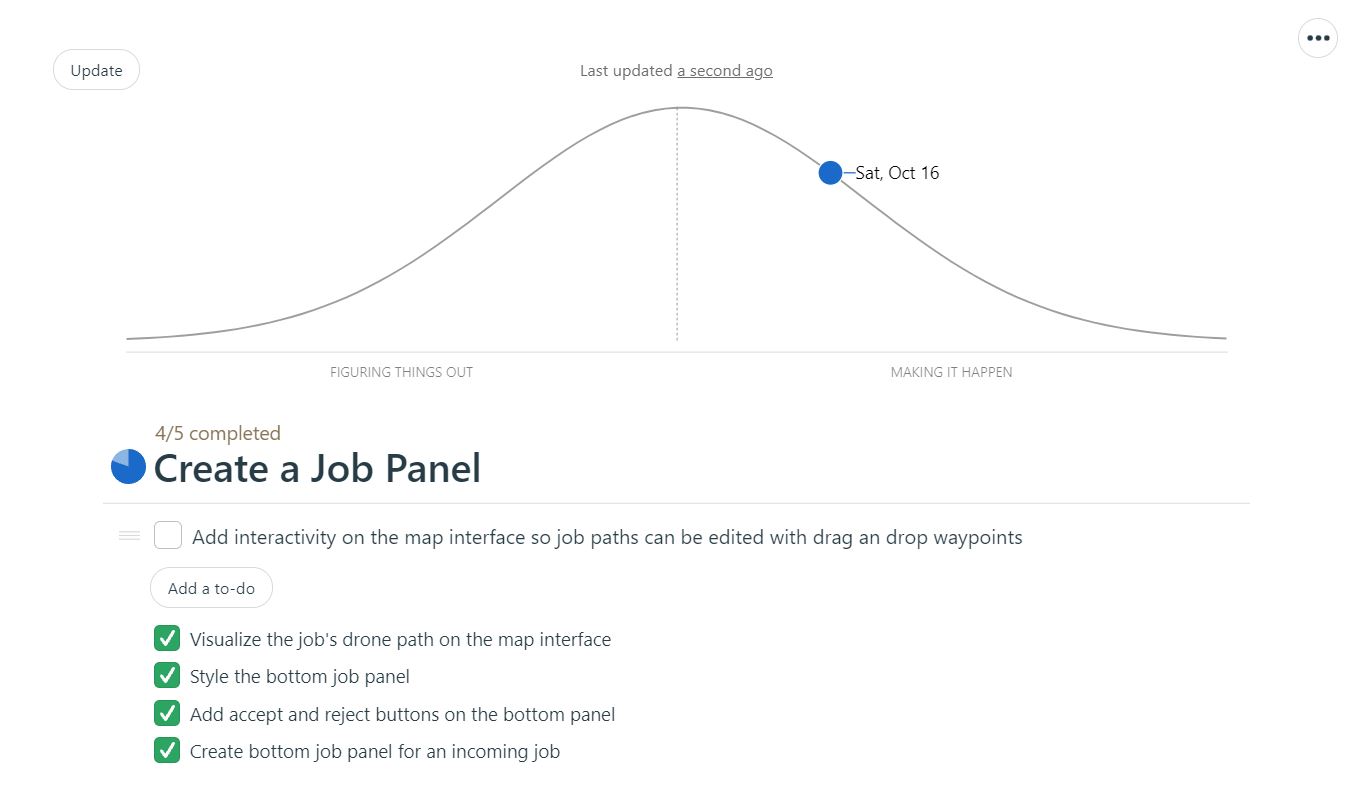 Update
Last updated a second ago
Sat, Oct 16
FIGURING THINGS OUT
MAKING IT HAPPEN
4/5 completed
Create a Job Panel
Add interactivity on the map interface so job paths can be edited with drag an drop waypoints
Add a to-do
Visualize the job's drone path on the map interface
Style the bottom job panel
Add accept and reject buttons on the bottom panel
Create bottom job panel for an incoming job